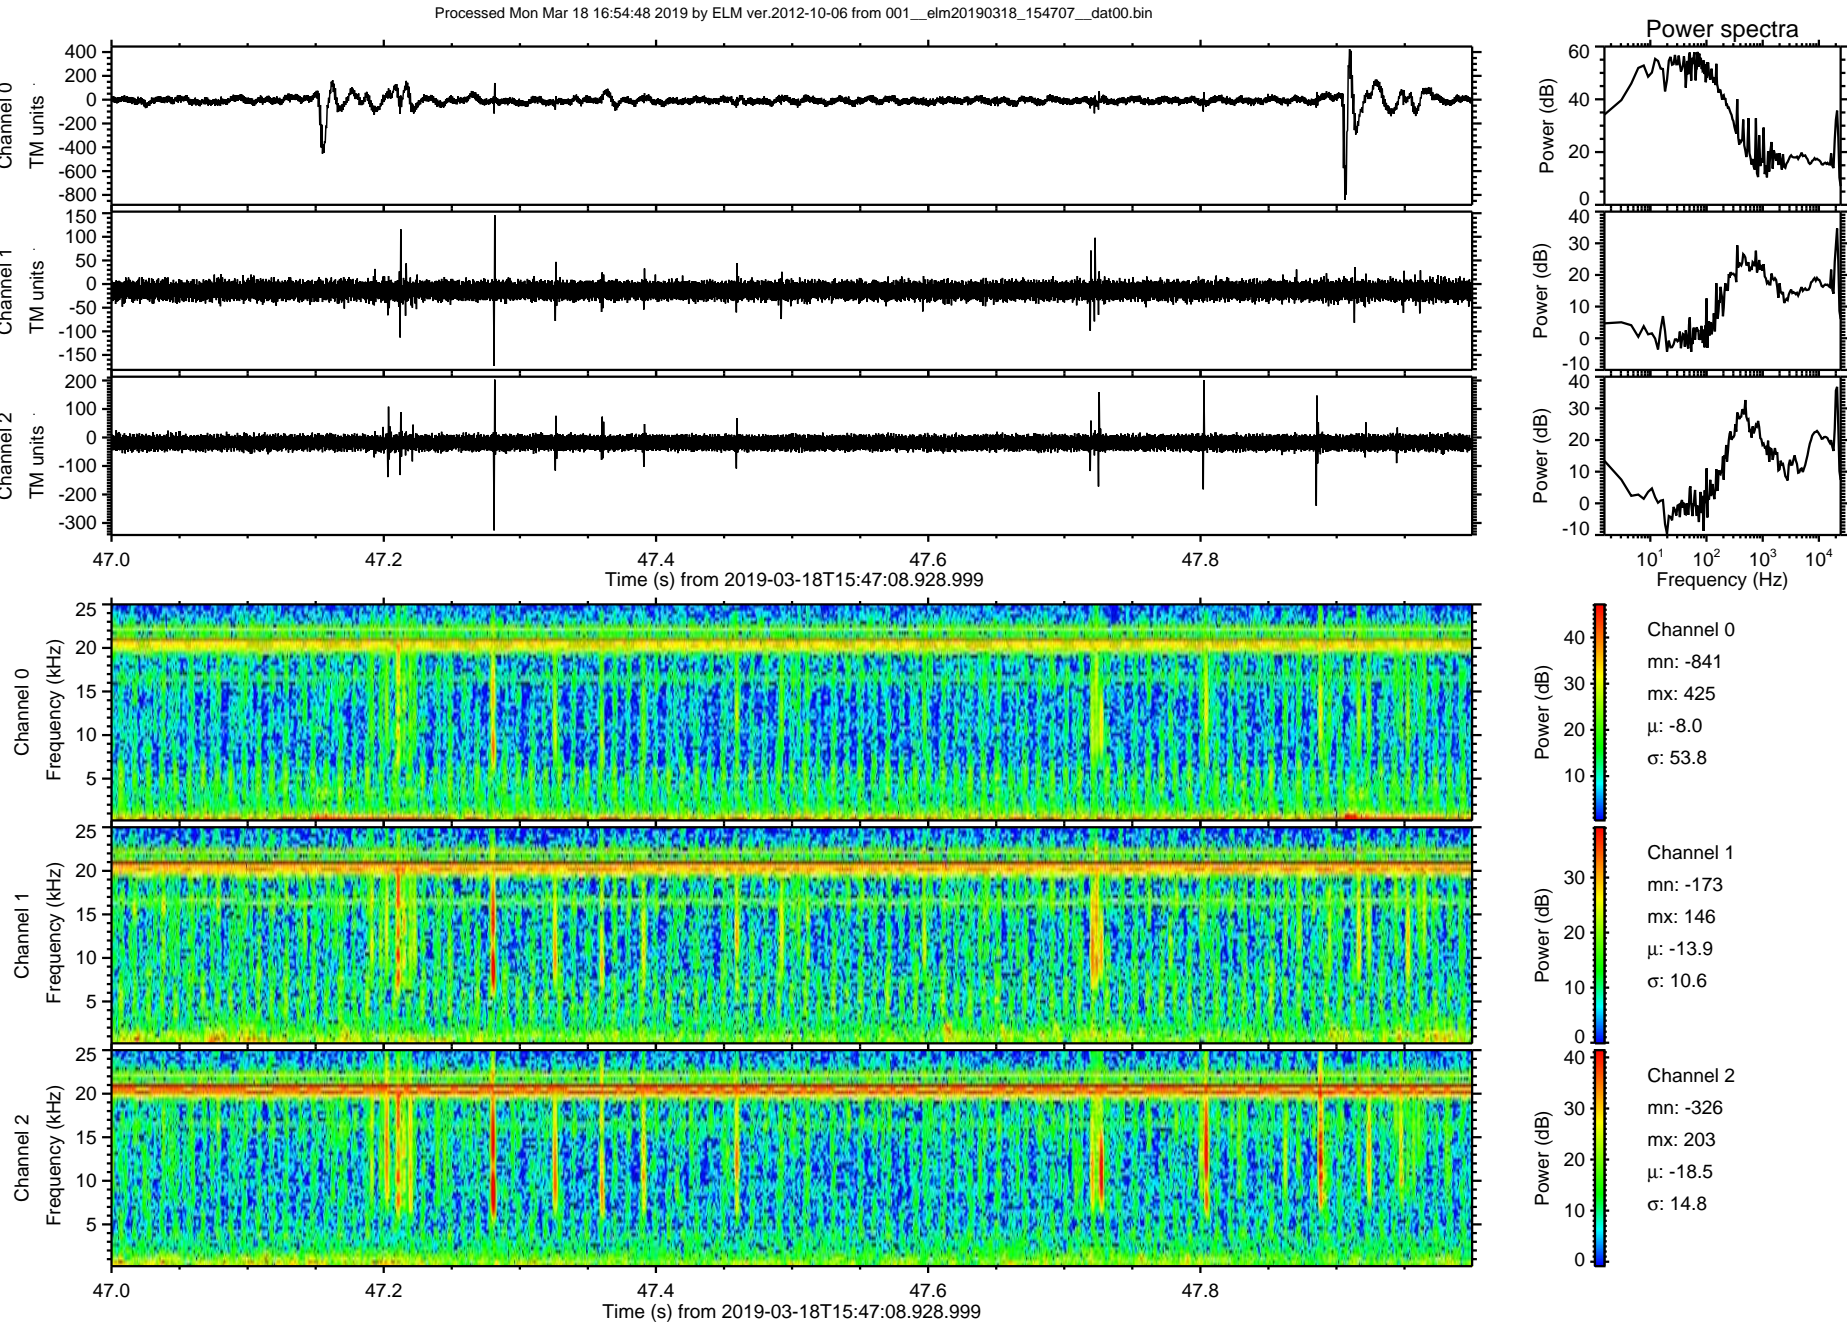 Processed Mon Mar 18 16:54:48 2019 by ELM ver.2012-10-06 from 001__elm20190318_154707__dat00.bin
Power spectra
Channel 0
TM units
400
200
0
-200
-400
-600
-800
Power (dB)
60
40
20
0
Channel 1
TM units
150
100
50
0
-50
-100
-150
Power (dB)
40
30
20
10
0
-10
Channel 2
TM units
200
100
0
-100
-200
-300
Power (dB)
40
30
20
10
0
-10
47.0 47.2 47.4 47.6 47.8
Time (s) from 2019-03-18T15:47:08.928.999
10¹ 10² 10³ 10⁴
Frequency (Hz)
Channel 0
Frequency (kHz)
25
20
15
10
5
Power (dB)
40
30
20
10
Channel 0
mn: -841
mx: 425
μ: -8.0
σ: 53.8
Channel 1
Frequency (kHz)
25
20
15
10
5
Power (dB)
30
20
10
0
Channel 1
mn: -173
mx: 146
μ: -13.9
σ: 10.6
Channel 2
Frequency (kHz)
25
20
15
10
5
Power (dB)
40
30
20
10
0
Channel 2
mn: -326
mx: 203
μ: -18.5
σ: 14.8
47.0 47.2 47.4 47.6 47.8
Time (s) from 2019-03-18T15:47:08.928.999